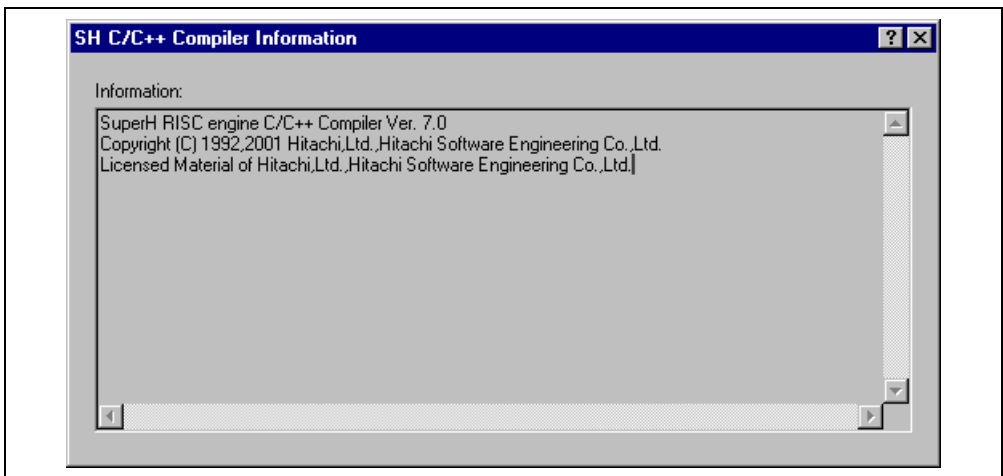 SH C/C++ Compiler Information
Information:
SuperH RISC engine C/C++ Compiler Ver. 7.0
Copyright (C) 1992,2001 Hitachi,Ltd.,Hitachi Software Engineering Co.,Ltd.
Licensed Material of Hitachi,Ltd.,Hitachi Software Engineering Co.,Ltd.